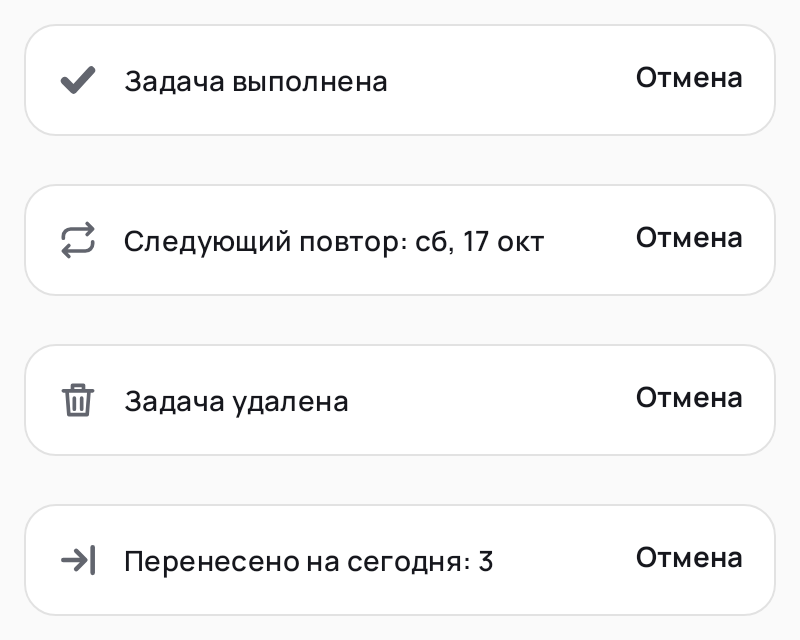 Задача выполнена Отмена
Следующий повтор: сб, 17 окт Отмена
Задача удалена Отмена
Перенесено на сегодня: 3 Отмена